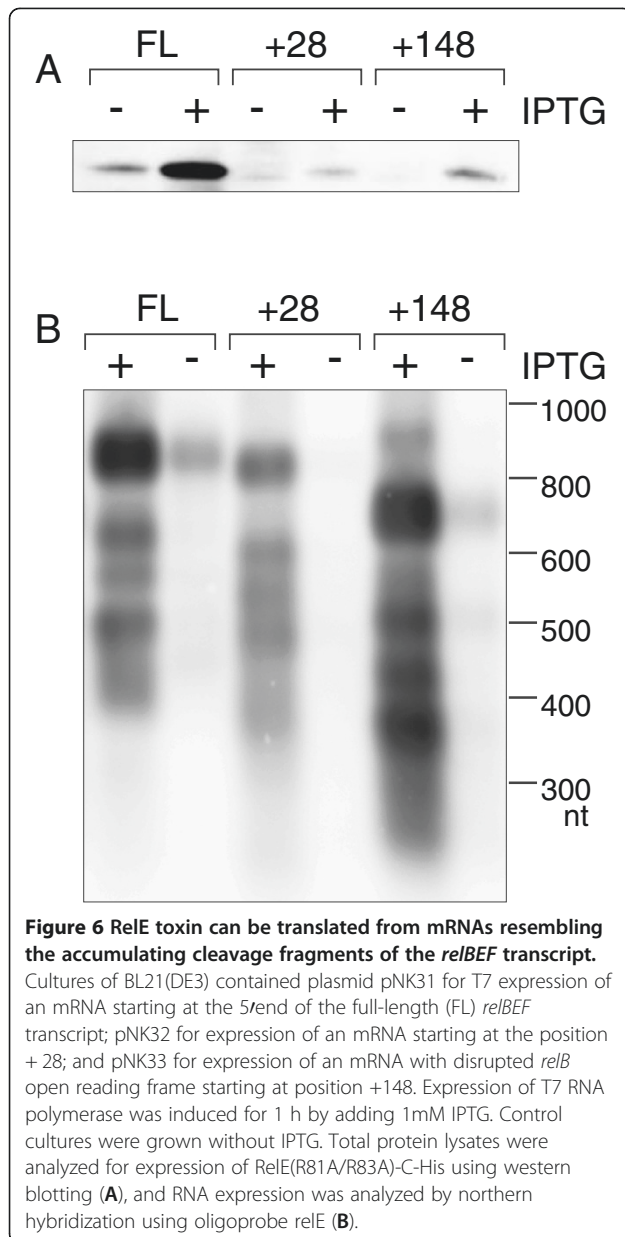 A
FL +28 +148
- + - + - + IPTG
B
FL +28 +148
+ - + - + - IPTG
1000
800
600
500
400
300
nt
Figure 6 RelE toxin can be translated from mRNAs resembling
the accumulating cleavage fragments of the relBEF transcript.
Cultures of BL21(DE3) contained plasmid pNK31 for T7 expression of
an mRNA starting at the 5′end of the full-length (FL) relBEF
transcript; pNK32 for expression of an mRNA starting at the position
+ 28; and pNK33 for expression of an mRNA with disrupted relB
open reading frame starting at position +148. Expression of T7 RNA
polymerase was induced for 1 h by adding 1mM IPTG. Control
cultures were grown without IPTG. Total protein lysates were
analyzed for expression of RelE(R81A/R83A)-C-His using western
blotting (A), and RNA expression was analyzed by northern
hybridization using oligoprobe relE (B).